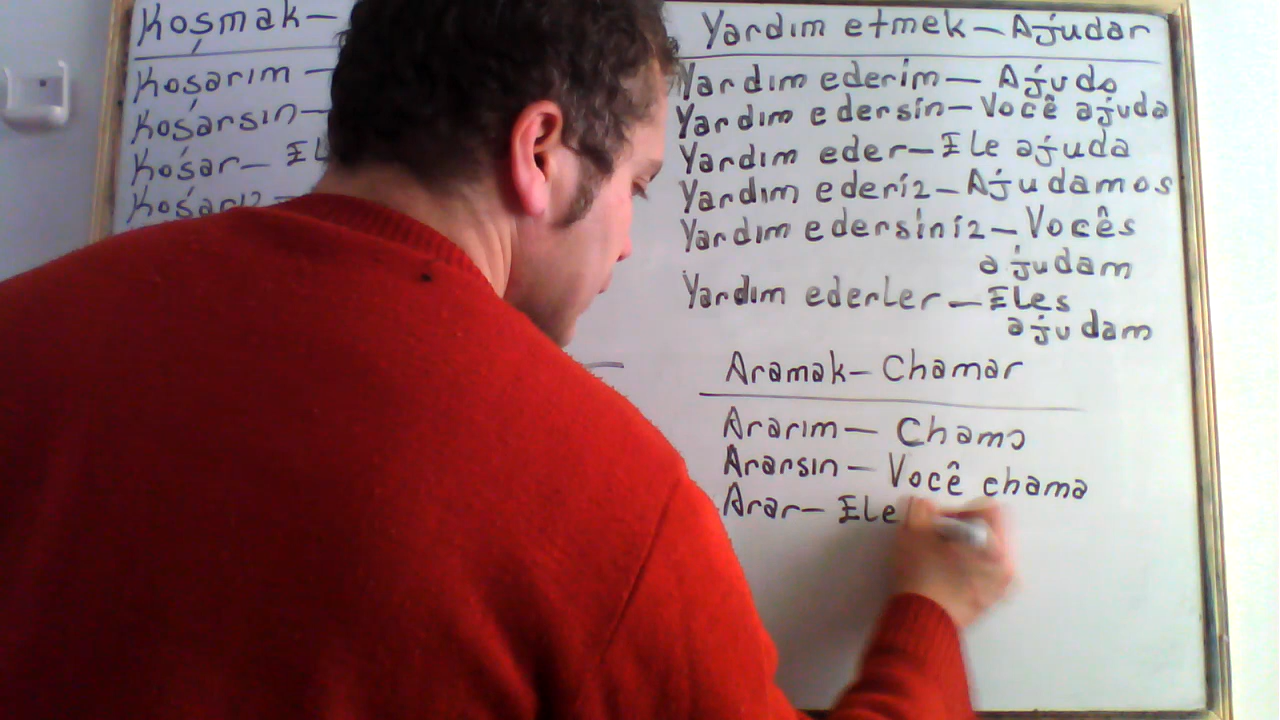 Koşmak –
Koşarım –
Koşarsın –
Koşar – El
Koşarız –
Yardım etmek – Ajudar
Yardım ederim – Ajudo
Yardım edersin – Você ajuda
Yardım eder – Ele ajuda
Yardım ederiz – Ajudamos
Yardım edersiniz – Vocês
ajudam
Yardım ederler – Eles
ajudam
Aramak – Chamar
Ararım – Chamo
Ararsın – Você chama
Arar – Ele